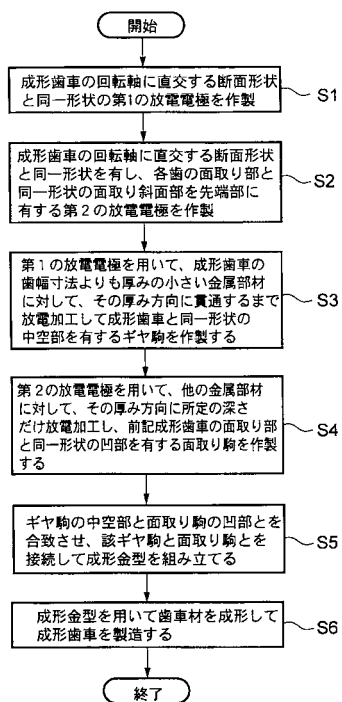 開始
成形歯車の回転軸に直交する断面形状
と同一形状の第1の放電電極を作製
S1
成形歯車の回転軸に直交する断面形状
と同一形状を有し、各歯の面取り部と
同一形状の面取り斜面部を先端部に
有する第2の放電電極を作製
S2
第1の放電電極を用いて、成形歯車の
歯幅寸法よりも厚みの小さい金属部材
に対して、その厚み方向に貫通するまで
放電加工して成形歯車と同一形状の
中空部を有するギヤ駒を作製する
S3
第2の放電電極を用いて、他の金属部材
に対して、その厚み方向に所定の深さ
だけ放電加工し、前記成形歯車の面取り部
と同一形状の凹部を有する面取り駒を作製
する
S4
ギヤ駒の中空部と面取り駒の凹部とを
合致させ、該ギヤ駒と面取り駒とを
接続して成形金型を組み立てる
S5
成形金型を用いて歯車材を成形して
成形歯車を製造する
S6
終了